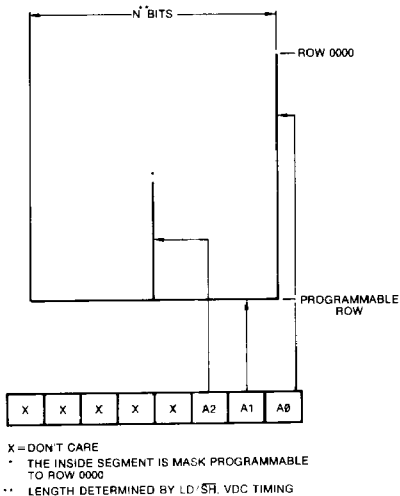 N**BITS
ROW 0000
*
PROGRAMMABLE
ROW
X X X X X A2 A1 A0
X = DON'T CARE
* THE INSIDE SEGMENT IS MASK PROGRAMMABLE
TO ROW 0000
** LENGTH DETERMINED BY LD/SH, VDC TIMING